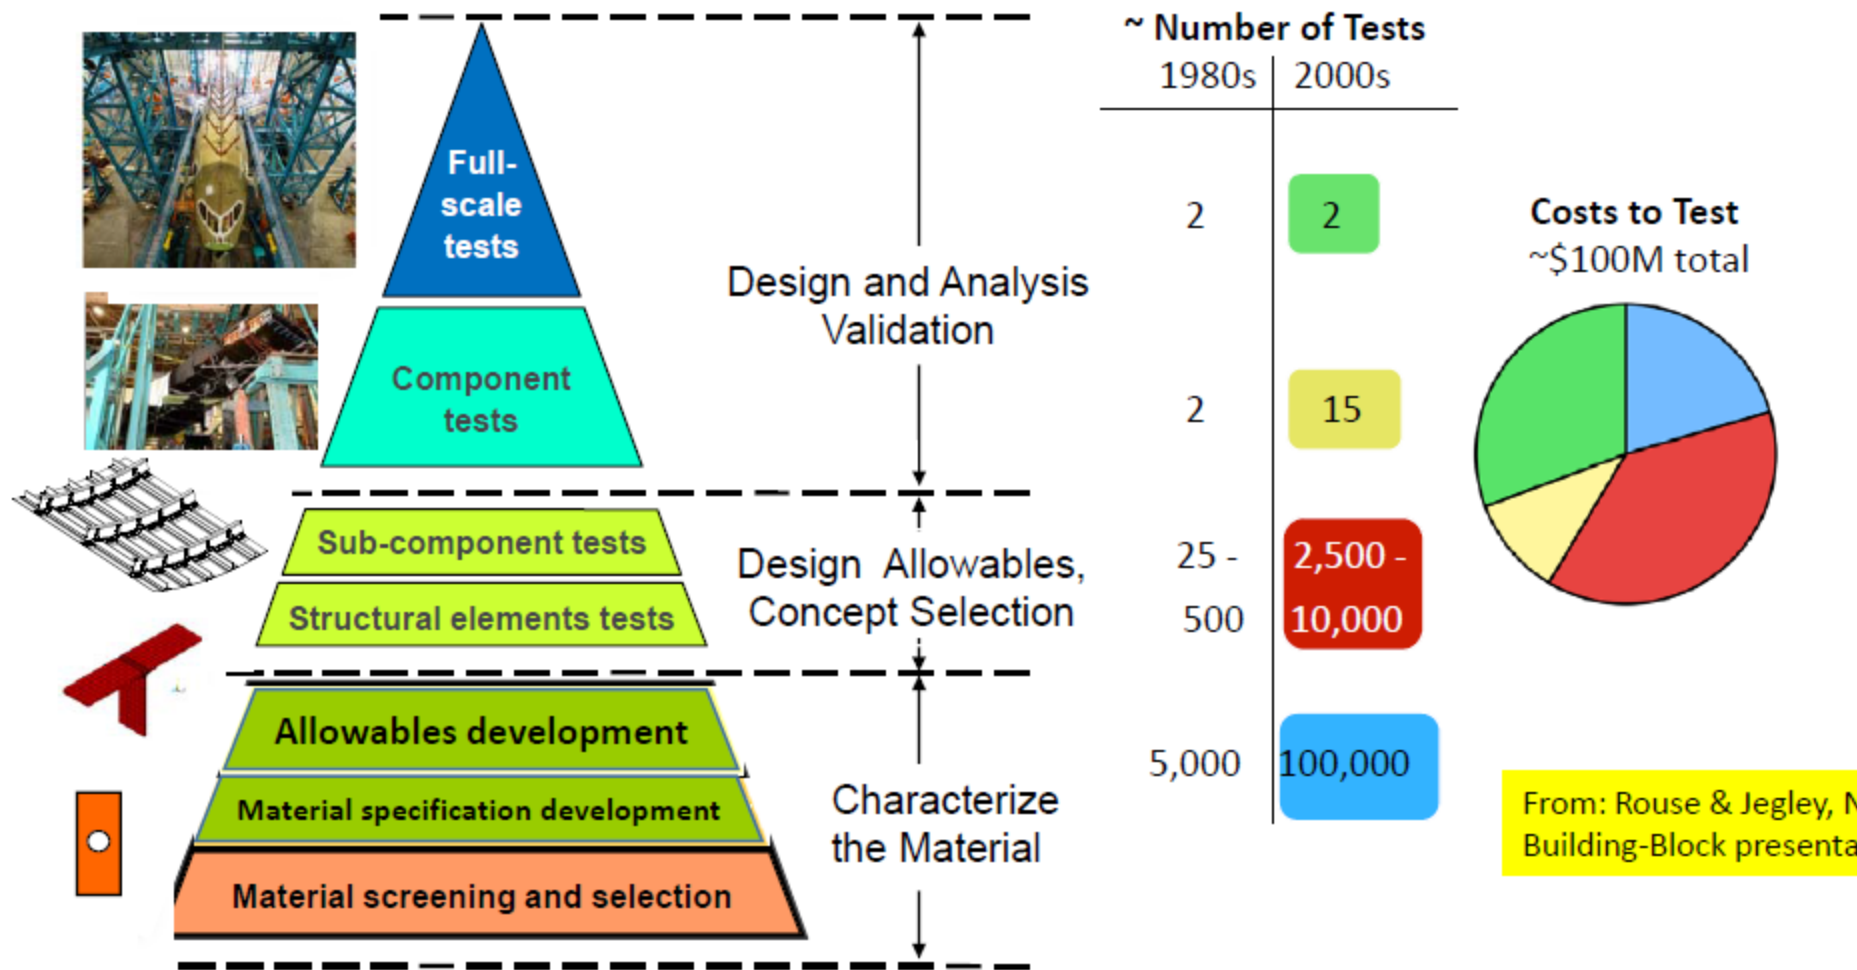 Full-
scale
tests
Component
tests
Sub-component tests
Structural elements tests
Allowables development
Material specification development
Material screening and selection
Design and Analysis
Validation
Design Allowables,
Concept Selection
Characterize
the Material
~ Number of Tests
1980s 2000s
2 2
2 15
25 - 2,500 -
500 10,000
5,000 100,000
Costs to Test
~$100M total
From: Rouse & Jegley, N
Building-Block presenta